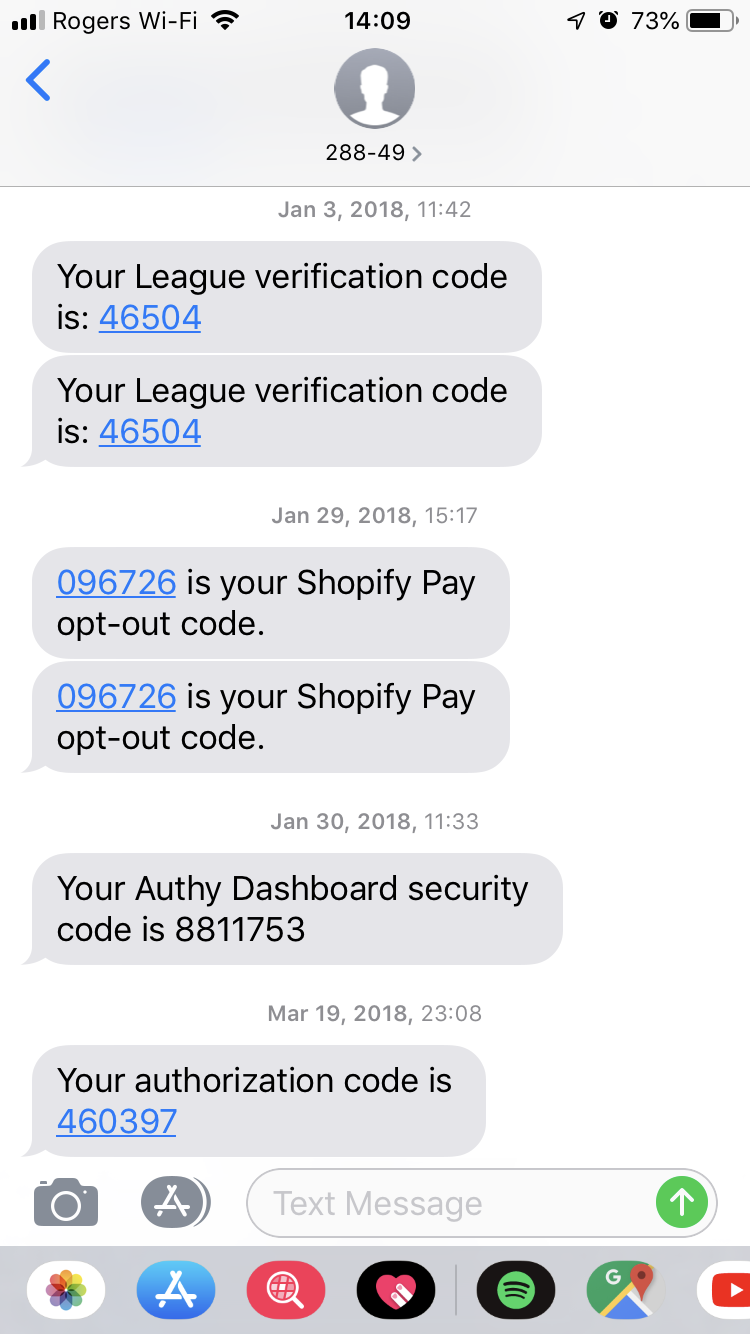 Rogers Wi-Fi 14:09 73%
288-49
Jan 3, 2018, 11:42
Your League verification code
is: 46504
Your League verification code
is: 46504
Jan 29, 2018, 15:17
096726 is your Shopify Pay
opt-out code.
096726 is your Shopify Pay
opt-out code.
Jan 30, 2018, 11:33
Your Authy Dashboard security
code is 8811753
Mar 19, 2018, 23:08
Your authorization code is
460397
Text Message
G